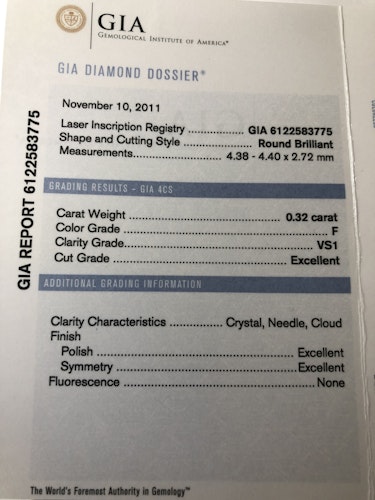 GIA
GEMOLOGICAL INSTITUTE OF AMERICA®
GIA DIAMOND DOSSIER®
November 10, 2011
Laser Inscription Registry .................. GIA 6122583775
Shape and Cutting Style ..................... Round Brilliant
Measurements........................ 4.38 - 4.40 x 2.72 mm
GRADING RESULTS - GIA 4CS
Carat Weight ........................................ 0.32 carat
Color Grade .................................................. F
Clarity Grade................................................ VS1
Cut Grade ............................................. Excellent
ADDITIONAL GRADING INFORMATION
Clarity Characteristics ............. Crystal, Needle, Cloud
Finish
Polish ................................................ Excellent
Symmetry ............................................. Excellent
Fluorescence ............................................... None
The World's Foremost Authority in Gemology™
GIA REPORT 6122583775